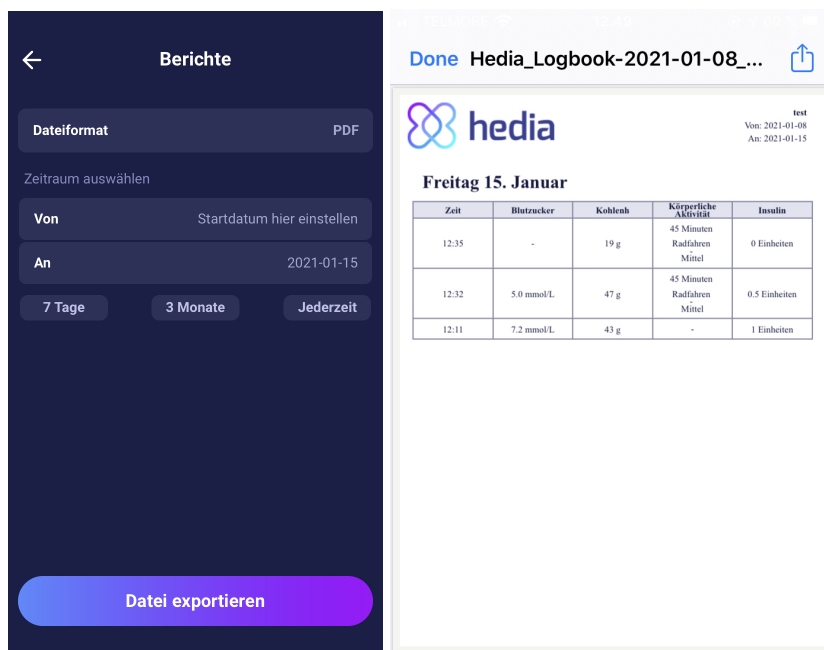 Berichte
Dateiformat PDF
Zeitraum auswählen
Von Startdatum hier einstellen
An 2021-01-15
7 Tage 3 Monate Jederzeit
Datei exportieren
Done Hedia_Logbook-2021-01-08_...
hedia
test
Von: 2021-01-08
An: 2021-01-15
Freitag 15. Januar
Zeit Blutzucker Kohlenh Körperliche Aktivität Insulin
12:35 - 19 g 45 Minuten Radfahren - Mittel 0 Einheiten
12:32 5.0 mmol/L 47 g 45 Minuten Radfahren - Mittel 0.5 Einheiten
12:11 7.2 mmol/L 43 g - 1 Einheiten